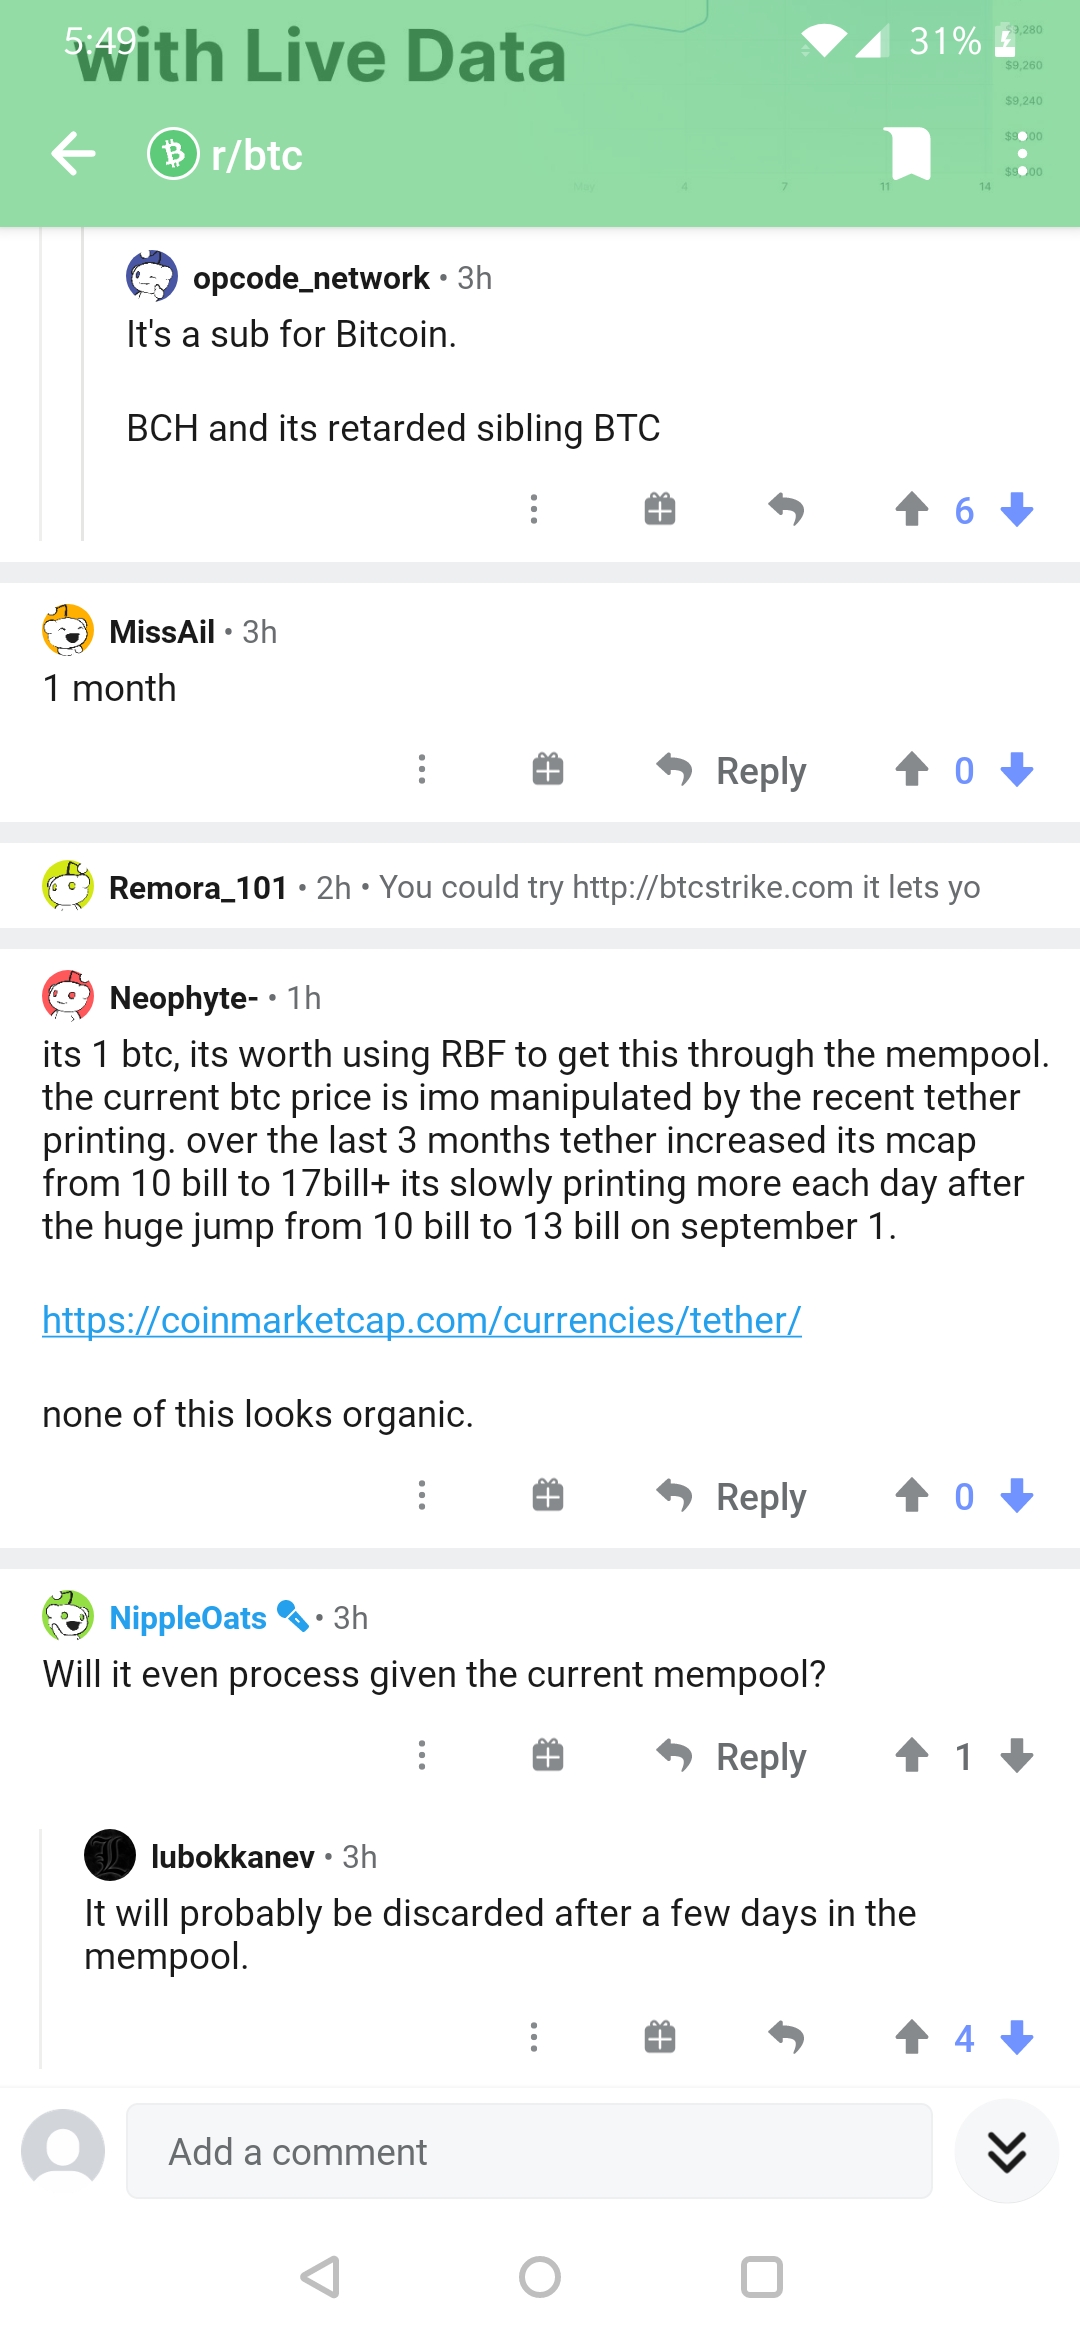 5:49
with Live Data
31%
$9,260
$9,240
r/btc
May
4
7
11
14
opcode_network • 3h
It's a sub for Bitcoin.
BCH and its retarded sibling BTC
6
MissAil • 3h
1 month
Reply
0
Remora_101 • 2h • You could try http://btcstrike.com it lets yo
Neophyte- • 1h
its 1 btc, its worth using RBF to get this through the mempool.
the current btc price is imo manipulated by the recent tether
printing. over the last 3 months tether increased its mcap
from 10 bill to 17bill+ its slowly printing more each day after
the huge jump from 10 bill to 13 bill on september 1.
https://coinmarketcap.com/currencies/tether/
none of this looks organic.
Reply
0
NippleOats • 3h
Will it even process given the current mempool?
Reply
1
lubokkanev • 3h
It will probably be discarded after a few days in the
mempool.
4
Add a comment